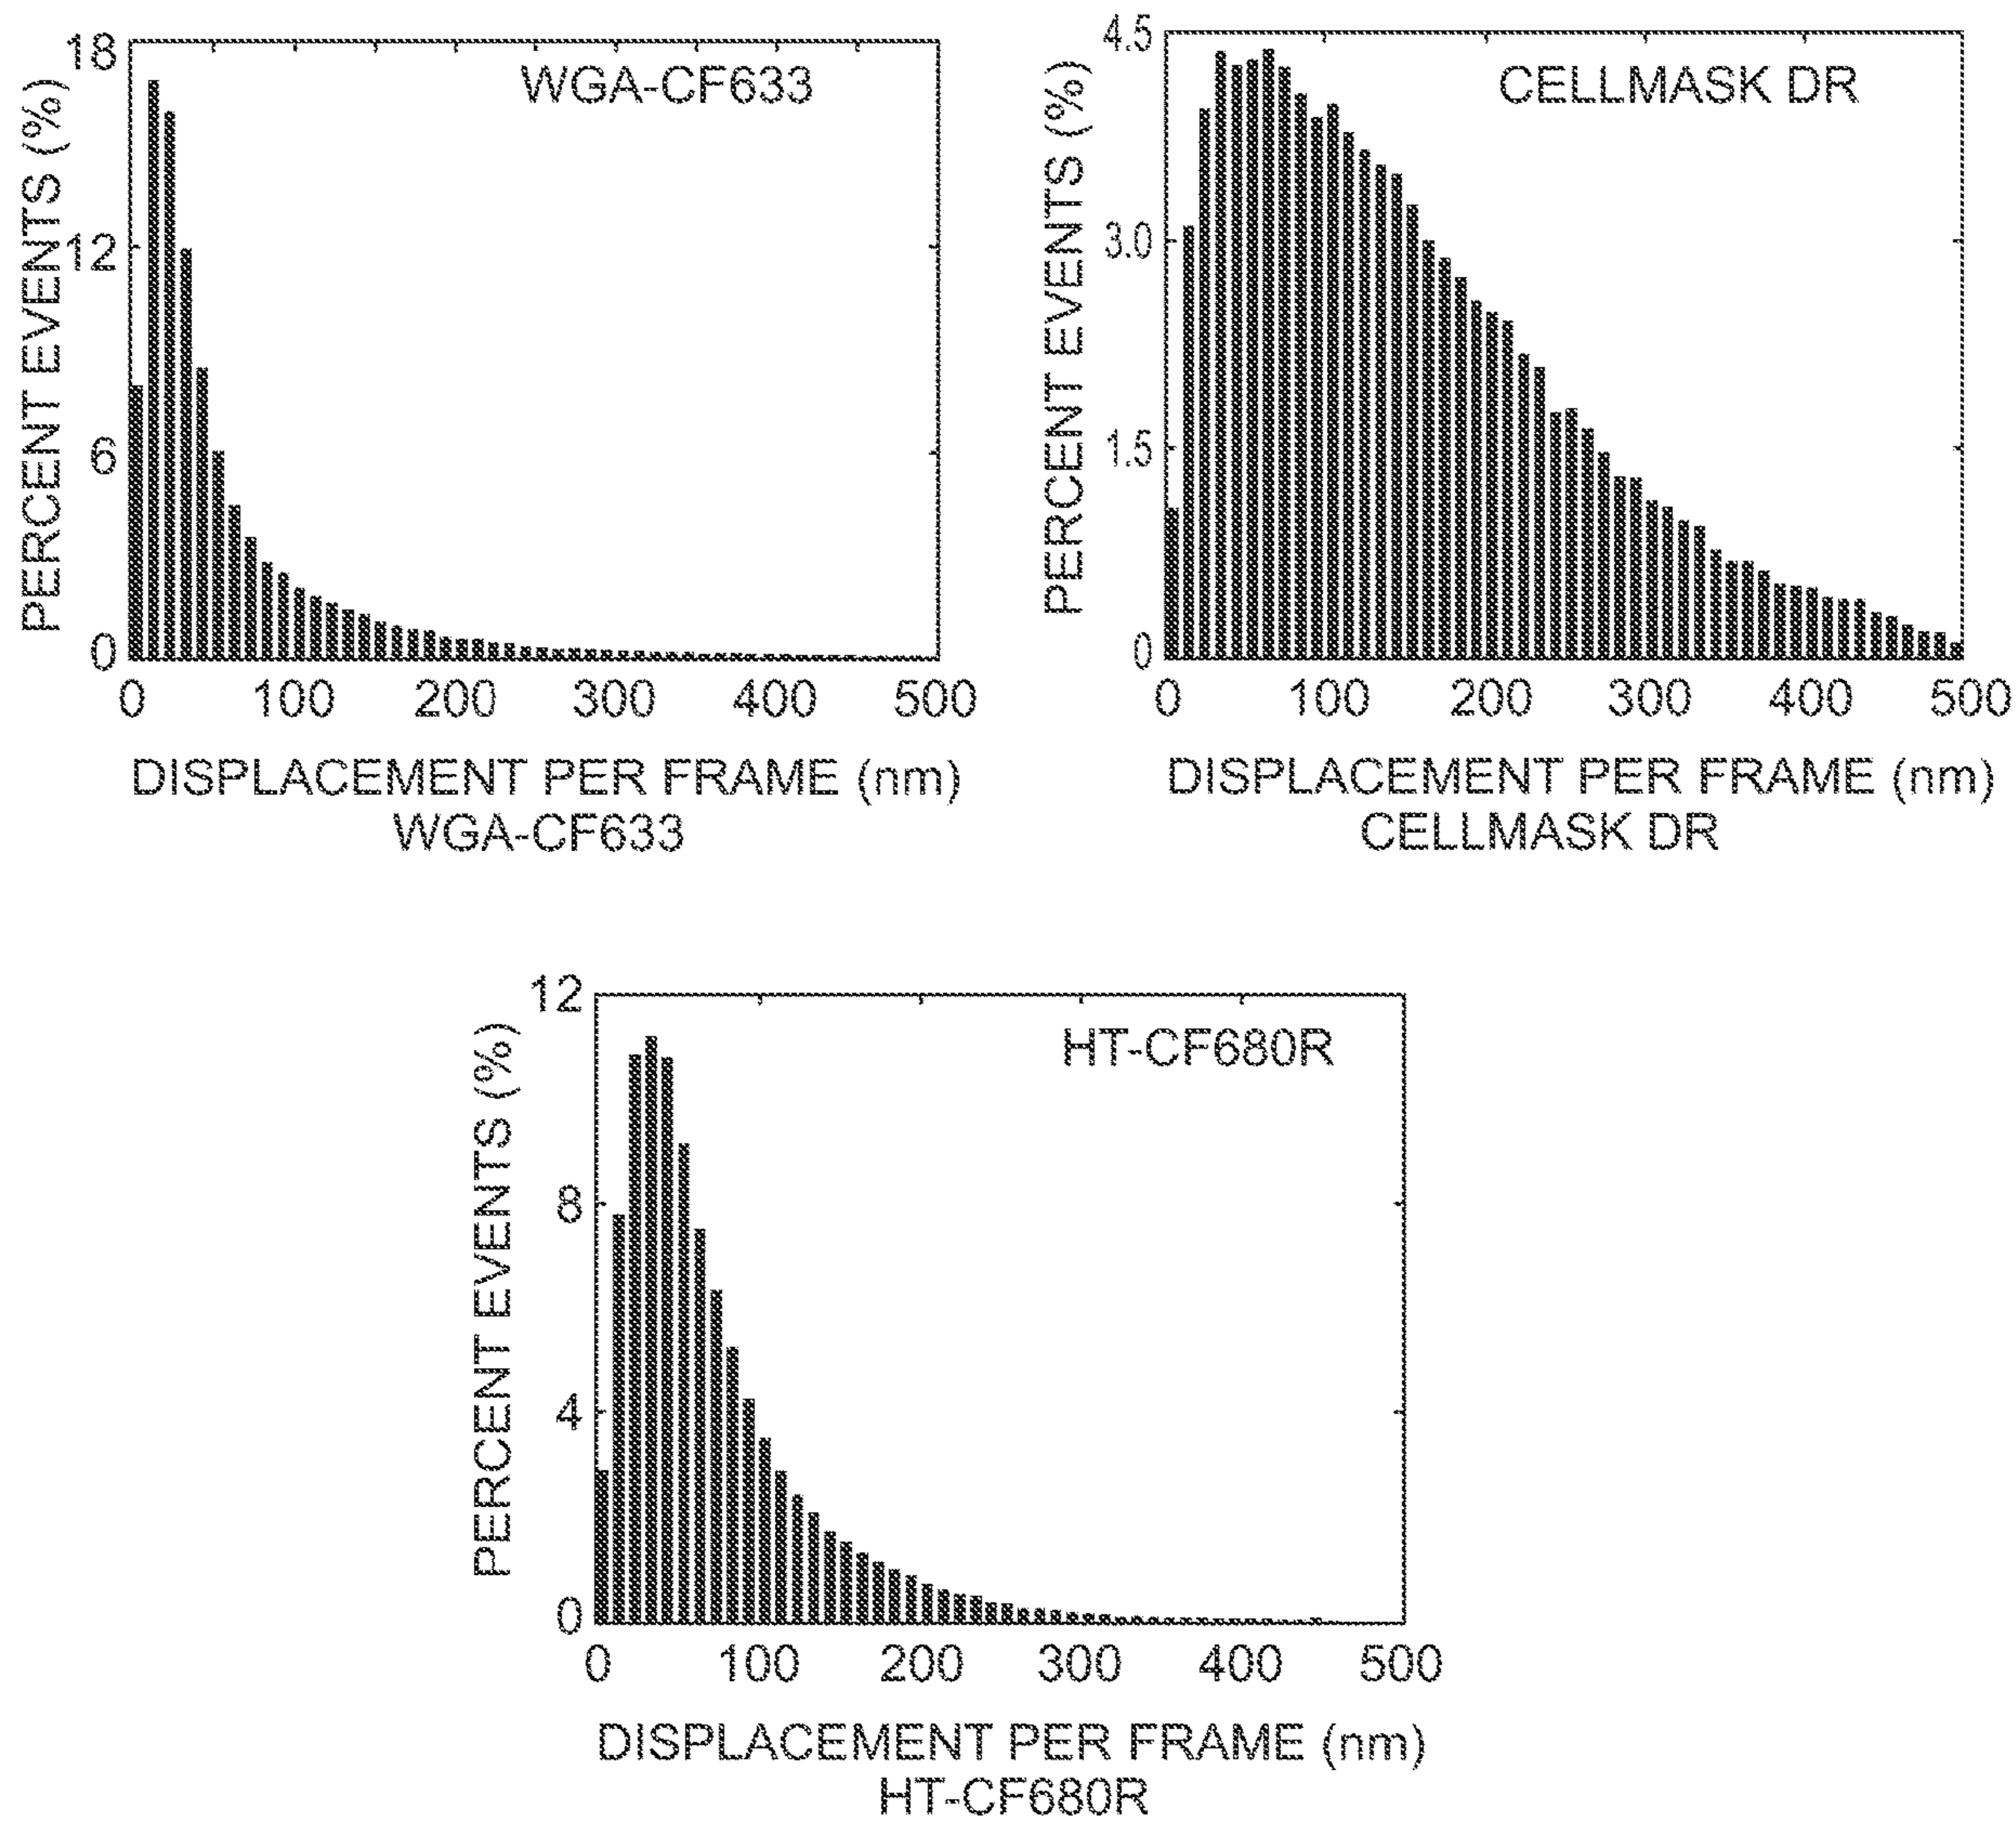 PERCENT EVENTS (%)
18
12
6
0
WGA-CF633
0 100 200 300 400 500
DISPLACEMENT PER FRAME (nm)
WGA-CF633
PERCENT EVENTS (%)
4.5
3.0
1.5
0
CELLMASK DR
0 100 200 300 400 500
DISPLACEMENT PER FRAME (nm)
CELLMASK DR
PERCENT EVENTS (%)
12
8
4
0
HT-CF680R
0 100 200 300 400 500
DISPLACEMENT PER FRAME (nm)
HT-CF680R